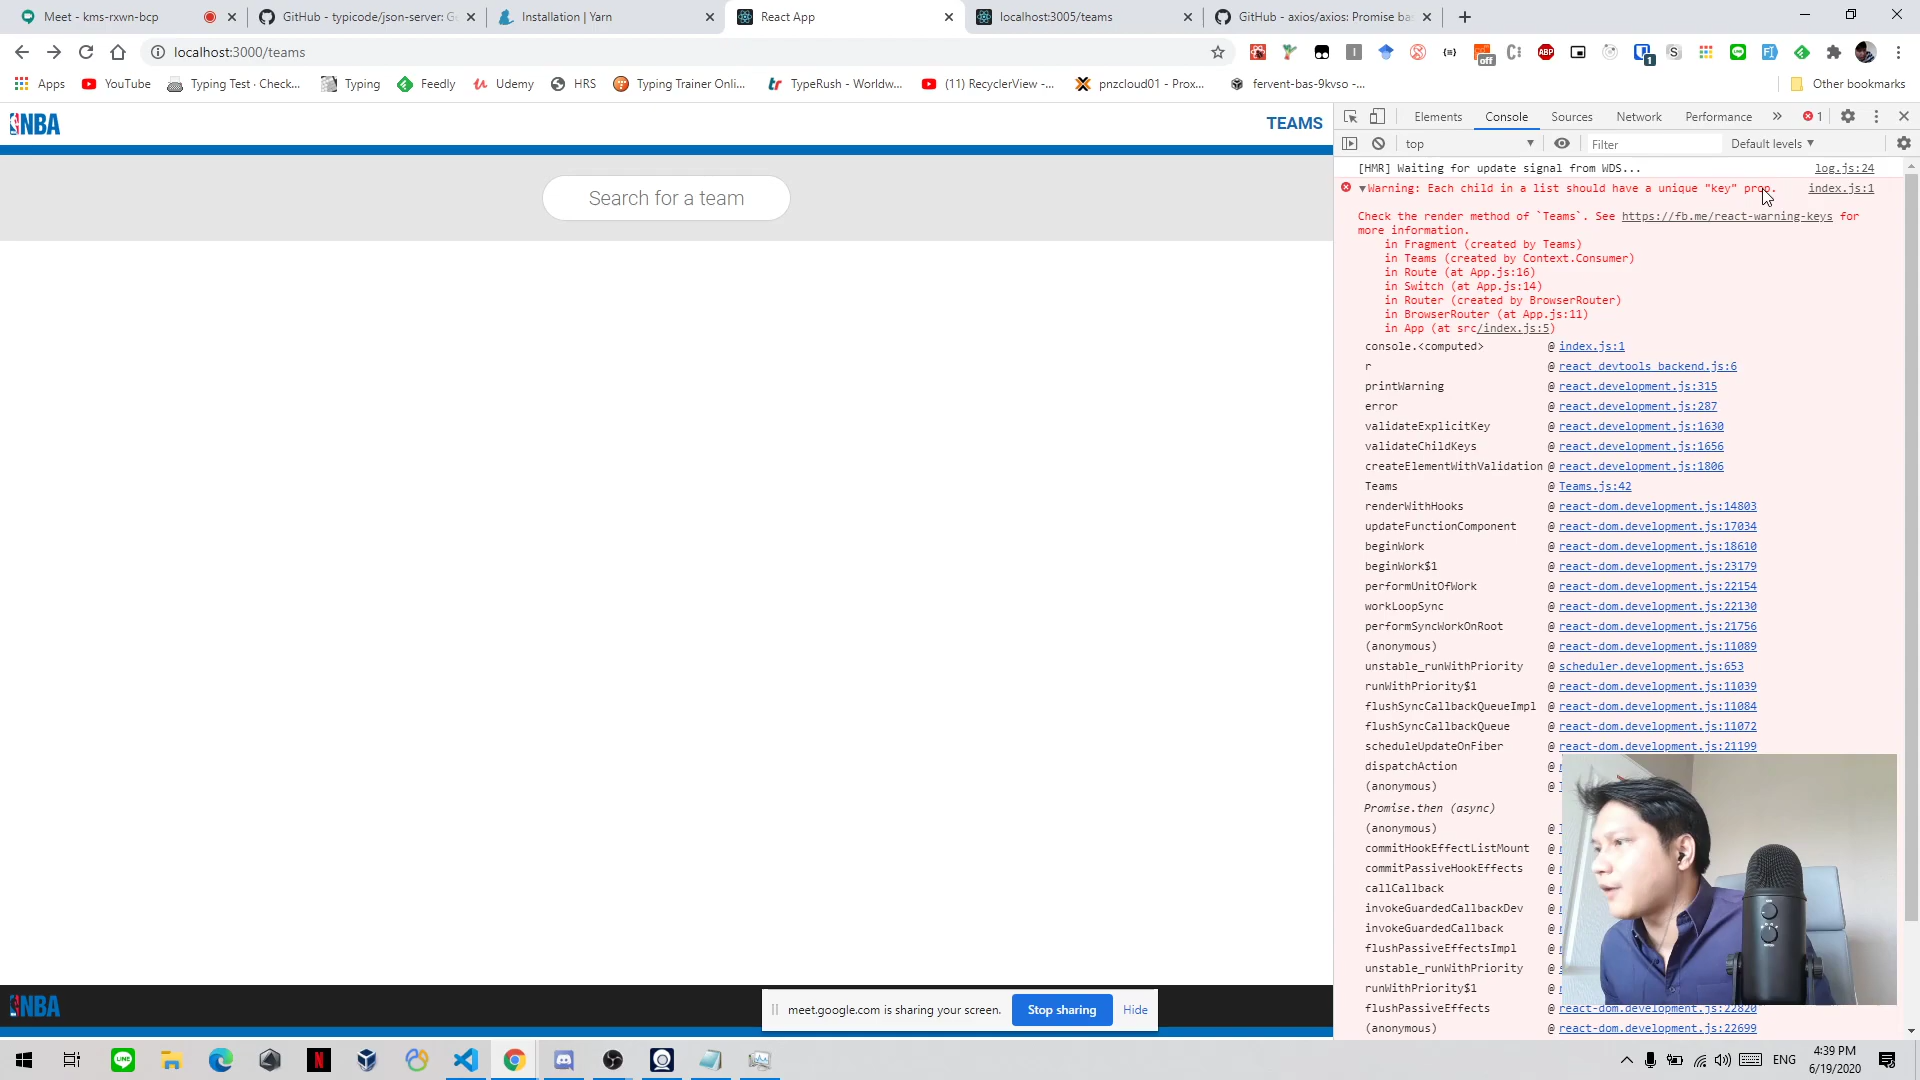 Meet - kms-rxwn-bcp
GitHub - typicode/json-server: G
Installation | Yarn
React App
localhost:3005/teams
GitHub - axios/axios: Promise ba
localhost:3000/teams
off
ABP
1
Apps
YouTube
Typing Test · Check...
Typing
Feedly
Udemy
HRS
Typing Trainer Onli...
TypeRush - Worldw...
(11) RecyclerView -...
pnzcloud01 - Prox...
fervent-bas-9kvso -...
Other bookmarks
NBA
TEAMS
Search for a team
Elements
Console
Sources
Network
Performance
1
top
Filter
Default levels
[HMR] Waiting for update signal from WDS...
log.js:24
Warning: Each child in a list should have a unique "key" prop.
index.js:1
Check the render method of `Teams`. See https://fb.me/react-warning-keys for
more information.
in Fragment (created by Teams)
in Teams (created by Context.Consumer)
in Route (at App.js:16)
in Switch (at App.js:14)
in Router (created by BrowserRouter)
in BrowserRouter (at App.js:11)
in App (at src/index.js:5)
console.<computed> @ index.js:1
r @ react_devtools_backend.js:6
printWarning @ react.development.js:315
error @ react.development.js:287
validateExplicitKey @ react.development.js:1630
validateChildKeys @ react.development.js:1656
createElementWithValidation @ react.development.js:1806
Teams @ Teams.js:42
renderWithHooks @ react-dom.development.js:14803
updateFunctionComponent @ react-dom.development.js:17034
beginWork @ react-dom.development.js:18610
beginWork$1 @ react-dom.development.js:23179
performUnitOfWork @ react-dom.development.js:22154
workLoopSync @ react-dom.development.js:22130
performSyncWorkOnRoot @ react-dom.development.js:21756
(anonymous) @ react-dom.development.js:11089
unstable_runWithPriority @ scheduler.development.js:653
runWithPriority$1 @ react-dom.development.js:11039
flushSyncCallbackQueueImpl @ react-dom.development.js:11084
flushSyncCallbackQueue @ react-dom.development.js:11072
scheduleUpdateOnFiber @ react-dom.development.js:21199
dispatchAction @
(anonymous) @
Promise.then (async)
(anonymous) @
commitHookEffectListMount @
commitPassiveHookEffects @
callCallback @
invokeGuardedCallbackDev @
invokeGuardedCallback @
flushPassiveEffectsImpl @
unstable_runWithPriority @
runWithPriority$1 @
flushPassiveEffects @ react-dom.development.js:22820
(anonymous) @ react-dom.development.js:22699
NBA
meet.google.com is sharing your screen.
Stop sharing
Hide
LINE
N
ENG
4:39 PM
6/19/2020